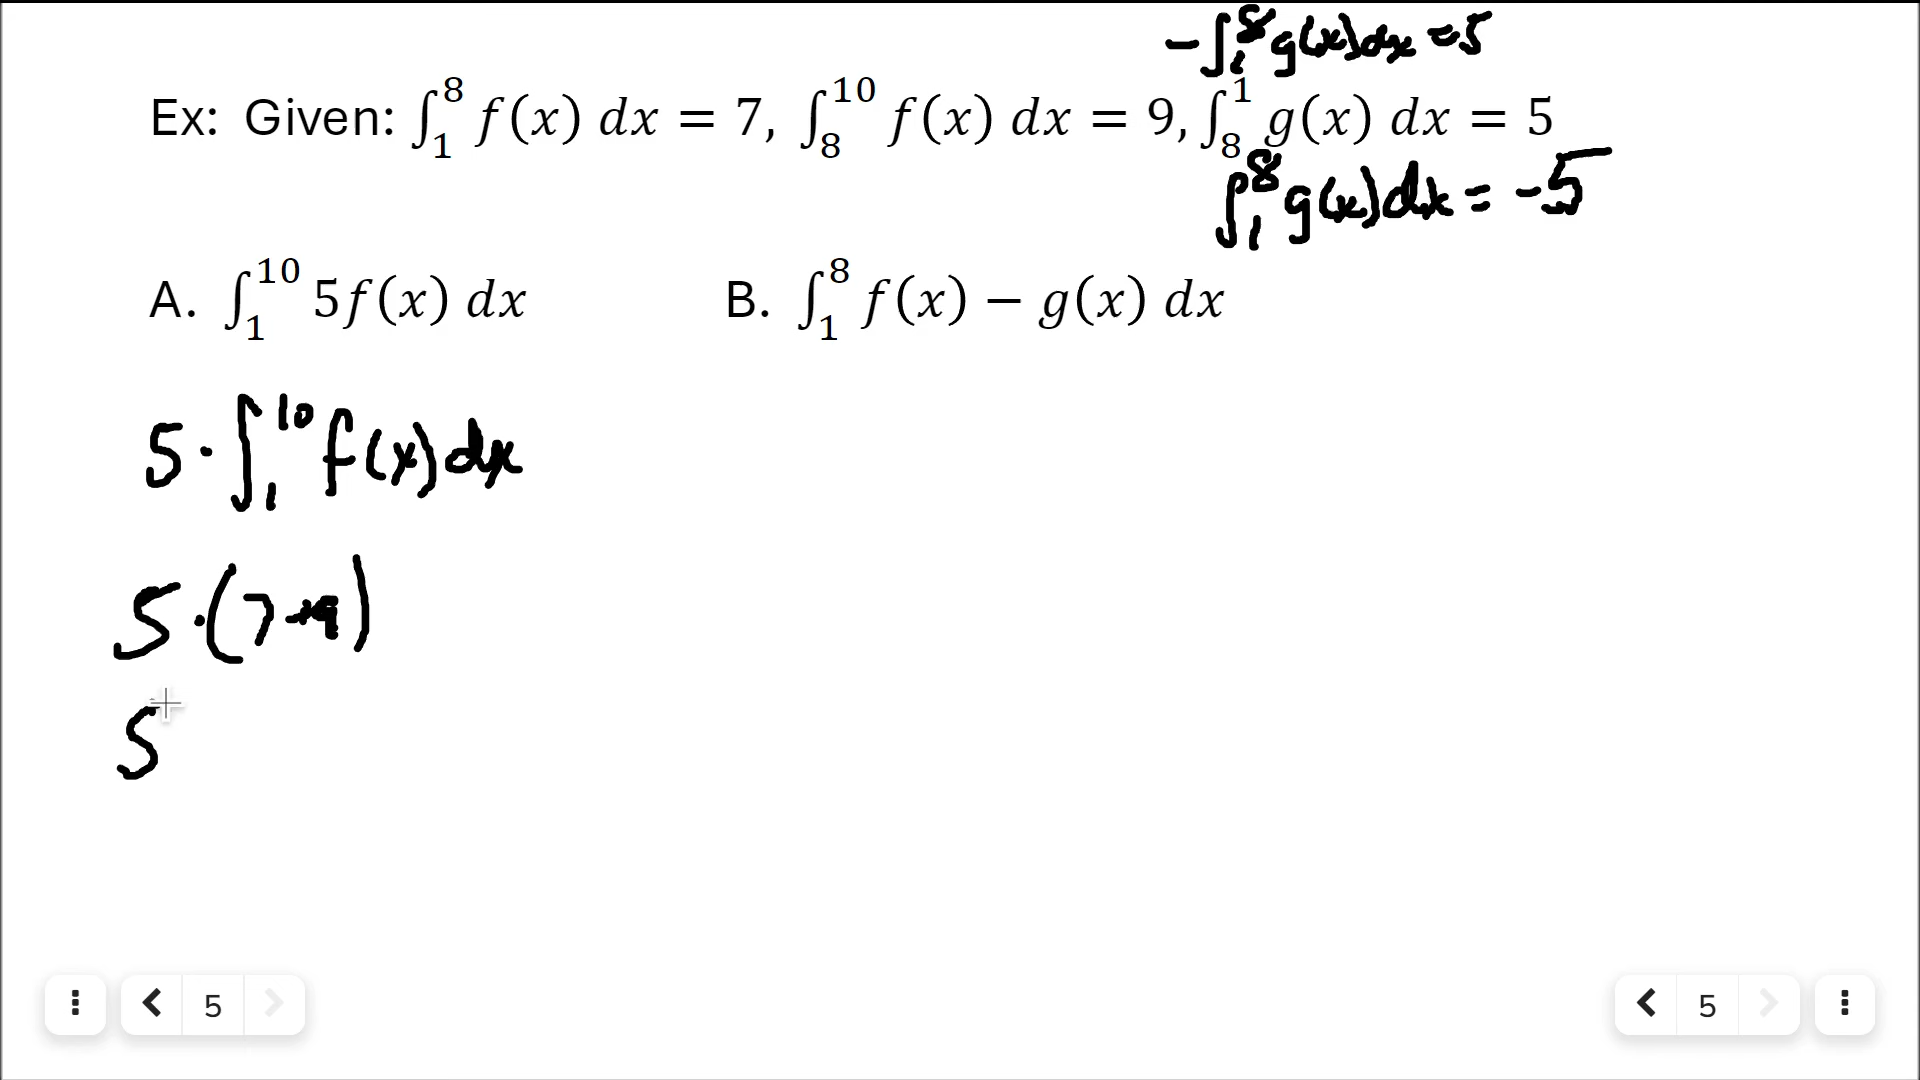 -∫₁⁸ g(x)dx = 5
Ex: Given: ∫₁⁸ f(x) dx = 7, ∫₈¹⁰ f(x) dx = 9, ∫₈¹ g(x) dx = 5
∫₁⁸ g(x)dx = -5
A. ∫₁¹⁰ 5f(x) dx B. ∫₁⁸ f(x) − g(x) dx
5 · ∫₁¹⁰ f(x)dx
5 · (7+9)
5
5 5